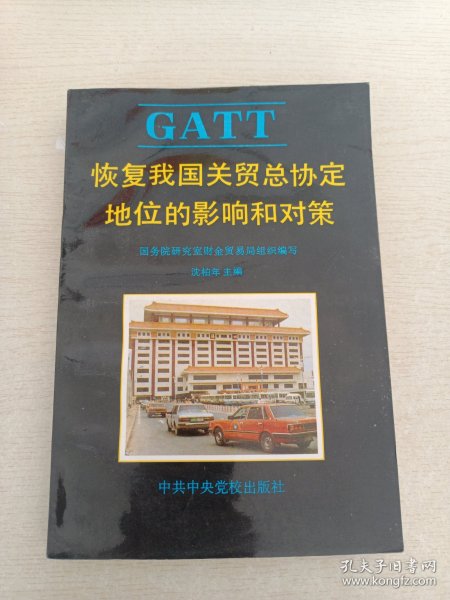 GATT
恢复我国关贸总协定
地位的影响和对策
国务院研究室财金贸易局组织编写
沈柏年 主编
中共中央党校出版社
孔夫子旧书网
www.kongfz.com